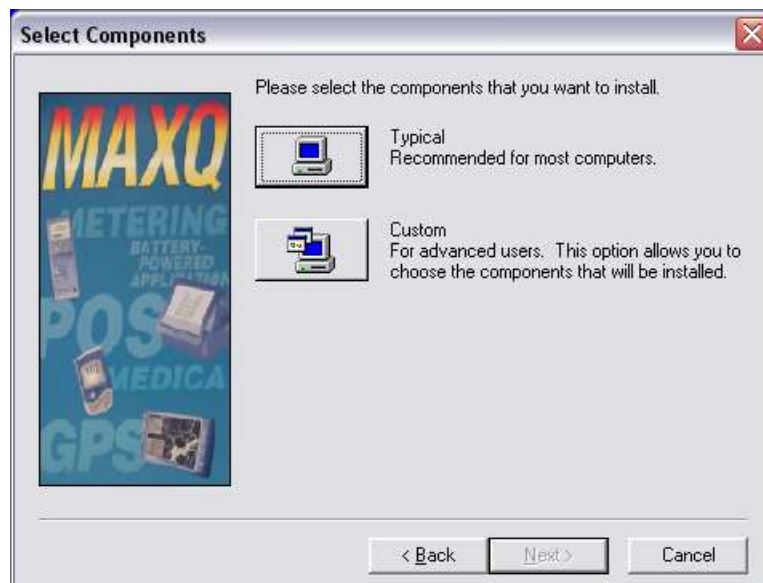 Select Components
Please select the components that you want to install.
Typical
Recommended for most computers.
Custom
For advanced users.  This option allows you to
choose the components that will be installed.
MAXQ
METERING
BATTERY-
POWERED
APPLICATION
POS
MEDICA
GPS
< Back
Next >
Cancel